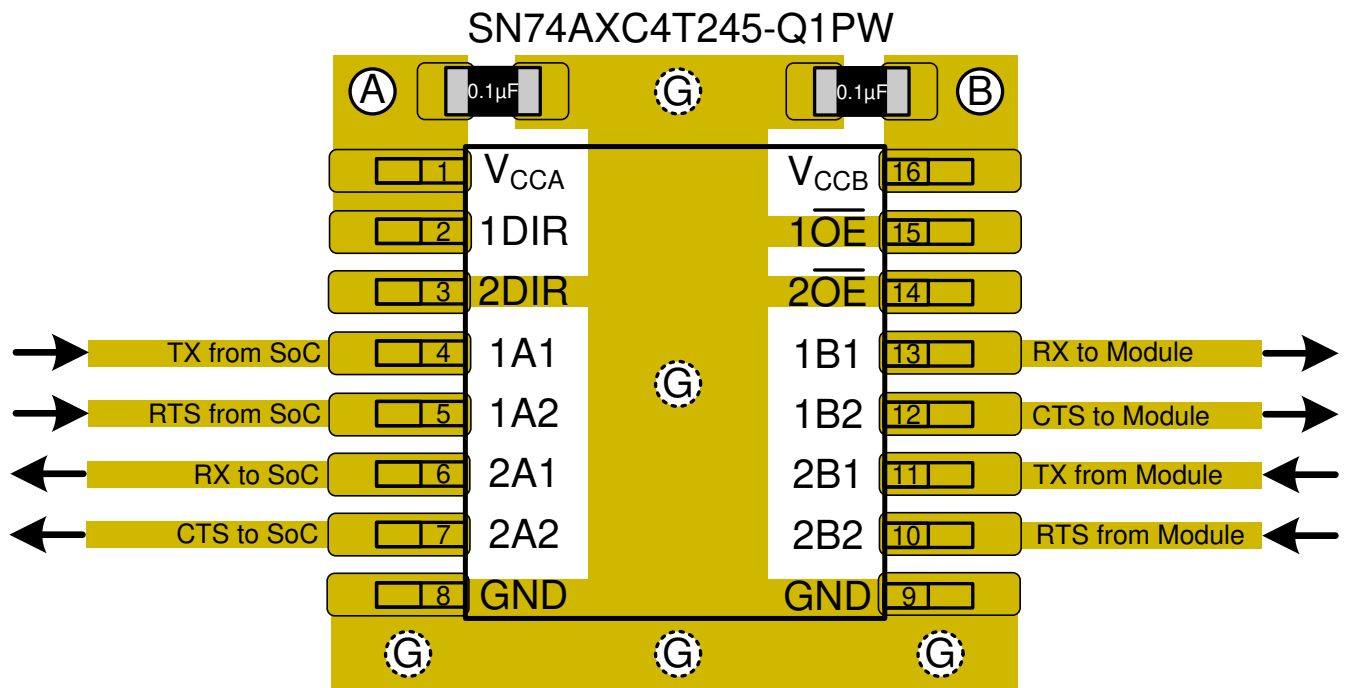 SN74AXC4T245-Q1PW
A 0.1µF G 0.1µF B
1 VCCA VCCB 16
2 1DIR 1OE 15
3 2DIR 2OE 14
TX from SoC 4 1A1 1B1 13 RX to Module
G
RTS from SoC 5 1A2 1B2 12 CTS to Module
RX to SoC 6 2A1 2B1 11 TX from Module
CTS to SoC 7 2A2 2B2 10 RTS from Module
8 GND GND 9
G G G